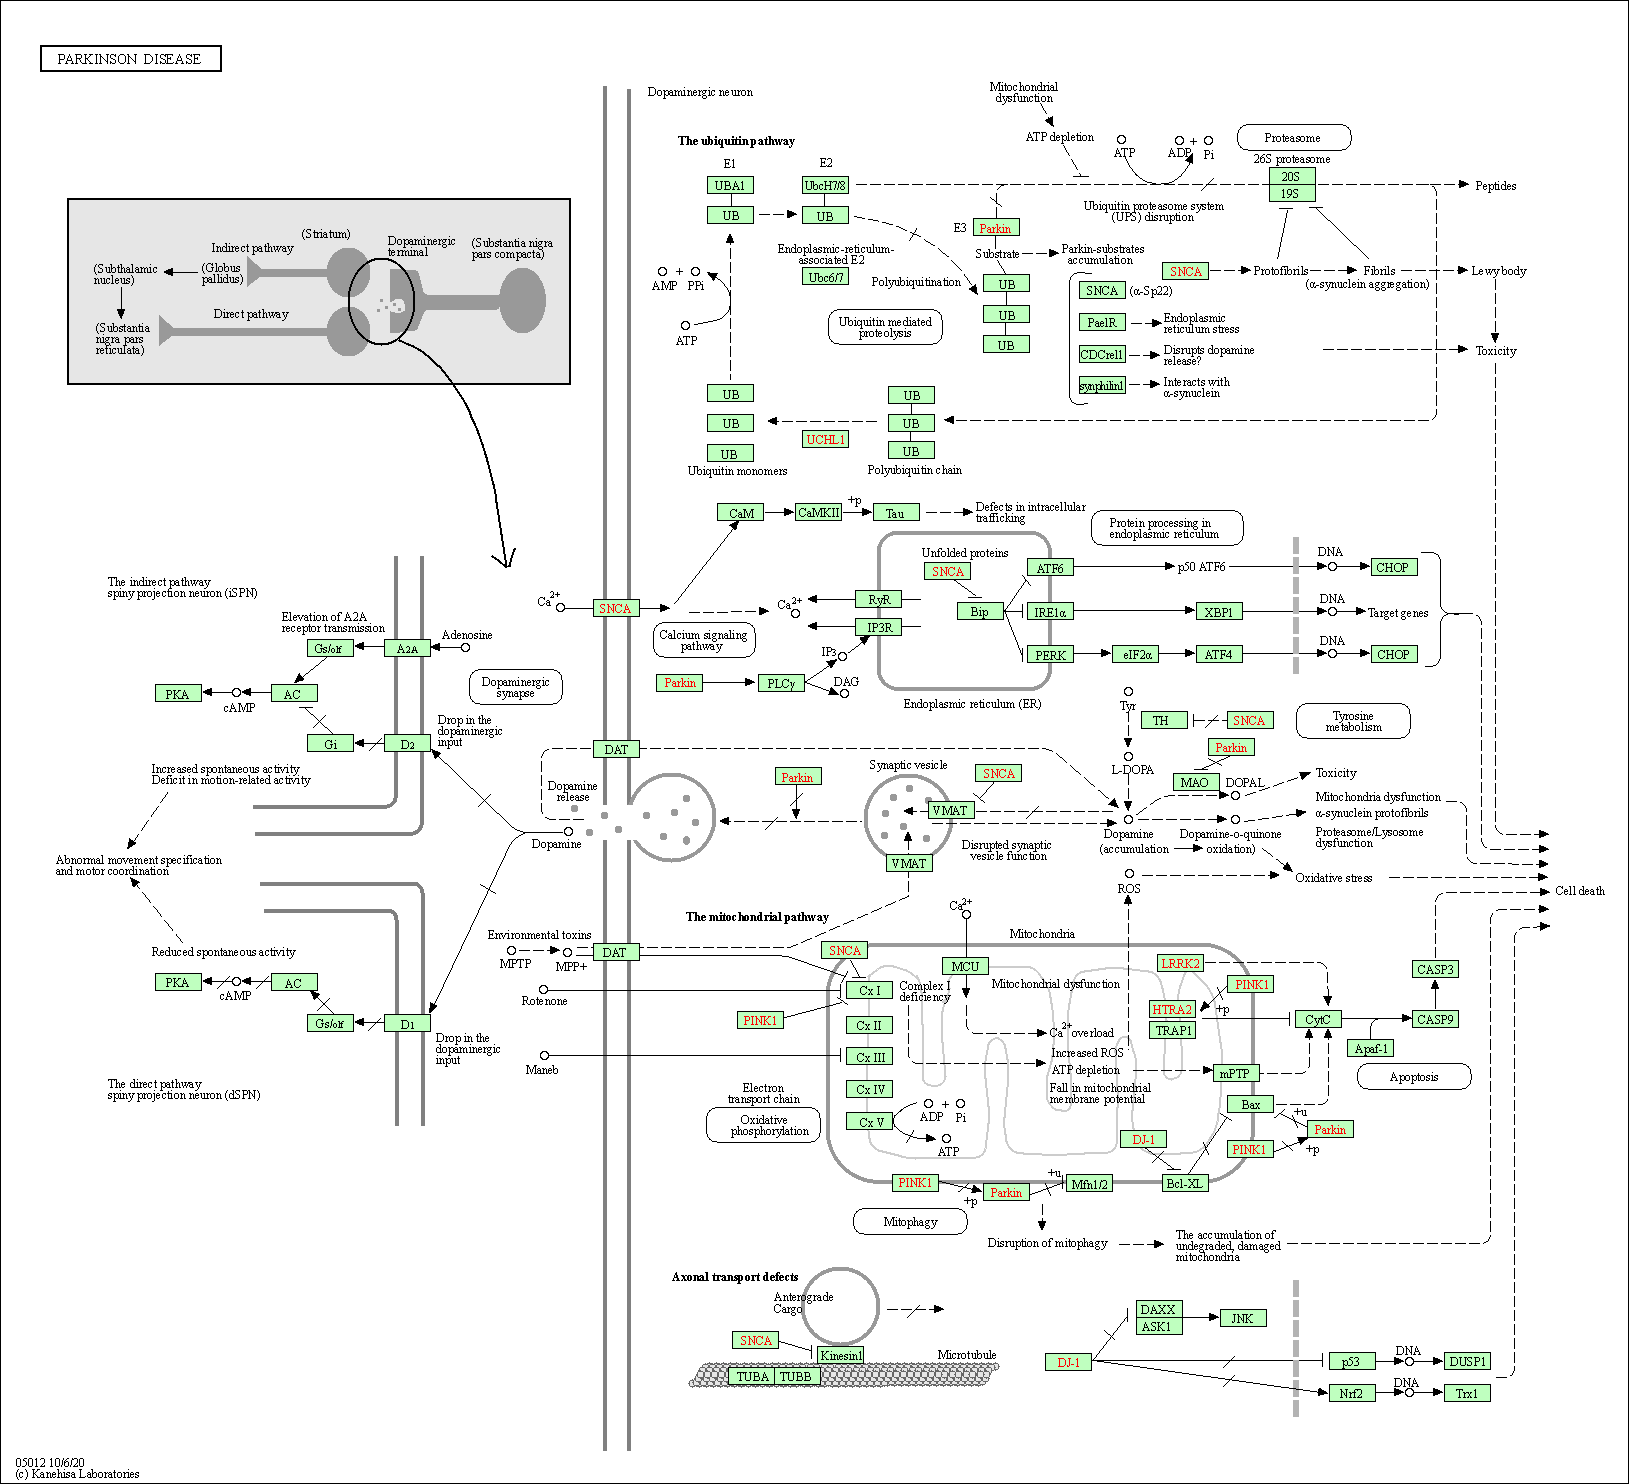 PARKINSON DISEASE
Dopaminergic neuron
Mitochondrial
dysfunction
ATP depletion
The ubiquitin pathway
E1
E2
UBA1
UB
UbcH7/8
UB
ATP
ADP
+
Pi
Proteasome
26S proteasome
20S
19S
Peptides
Ubiquitin proteasome system
(UPS) disruption
E3
Parkin
Substrate
Parkin-substrates
accumulation
Endoplasmic-reticulum-
associated E2
Ubc6/7
Polyubiquitination
UB
UB
UB
AMP
+
PPi
ATP
Ubiquitin mediated
proteolysis
SNCA
Protofibrils
Fibrils
(α-synuclein aggregation)
Lewy body
SNCA
(α-Sp22)
PaelR
Endoplasmic
reticulum stress
CDCrel1
Disrupts dopamine
release?
synphilin1
Interacts with
α-synuclein
Toxicity
UB
UB
UB
Ubiquitin monomers
UCHL1
UB
UB
UB
Polyubiquitin chain
(Striatum)
Indirect pathway
(Subthalamic
nucleus)
(Globus
pallidus)
Dopaminergic
terminal
(Substantia nigra
pars compacta)
Direct pathway
(Substantia
nigra pars
reticulata)
CaM
CaMKII
+p
Tau
Defects in intracellular
trafficking
Protein processing in
endoplasmic reticulum
Unfolded proteins
SNCA
Bip
ATF6
p50 ATF6
DNA
CHOP
IRE1α
XBP1
DNA
Target genes
PERK
eIF2α
ATF4
DNA
CHOP
Ca2+
SNCA
Ca2+
RyR
IP3R
Calcium signaling
pathway
IP3
Parkin
PLCγ
DAG
Endoplasmic reticulum (ER)
The indirect pathway
spiny projection neuron (iSPN)
Elevation of A2A
receptor transmission
Gs/olf
A2A
Adenosine
PKA
cAMP
AC
Dopaminergic
synapse
Gi
D2
Drop in the
dopaminergic
input
Increased spontaneous activity
Deficit in motion-related activity
Abnormal movement specification
and motor coordination
Reduced spontaneous activity
PKA
cAMP
AC
Gs/olf
D1
Drop in the
dopaminergic
input
The direct pathway
spiny projection neuron (dSPN)
DAT
Dopamine
release
Dopamine
Parkin
Synaptic vesicle
SNCA
VMAT
VMAT
Disrupted synaptic
vesicle function
Tyr
TH
SNCA
Tyrosine
metabolism
L-DOPA
Parkin
MAO
DOPAL
Toxicity
Dopamine
(accumulation
Dopamine-o-quinone
oxidation)
Mitochondria dysfunction
α-synuclein protofibrils
Proteasome/Lysosome
dysfunction
ROS
Oxidative stress
Cell death
The mitochondrial pathway
Environmental toxins
MPTP
MPP+
DAT
Rotenone
Maneb
Ca2+
MCU
Mitochondria
SNCA
Cx I
Complex I
deficiency
PINK1
Cx II
Cx III
Cx IV
Cx V
Electron
transport chain
Oxidative
phosphorylation
ADP
+
Pi
ATP
Mitochondrial dysfunction
Ca2+ overload
Increased ROS
ATP depletion
Fall in mitochondrial
membrane potential
LRRK2
PINK1
+p
HTRA2
TRAP1
CytC
mPTP
Bax
CASP3
CASP9
Apaf-1
Apoptosis
+u
Parkin
PINK1
+p
DJ-1
Bcl-XL
PINK1
+p
Parkin
+u
Mfn1/2
Mitophagy
Disruption of mitophagy
The accumulation of
undegraded, damaged
mitochondria
Axonal transport defects
Anterograde
Cargo
SNCA
Kinesin1
Microtubule
TUBA
TUBB
DAXX
ASK1
JNK
DJ-1
p53
DNA
DUSP1
Nrf2
DNA
Trx1
05012 10/6/20
(c) Kanehisa Laboratories